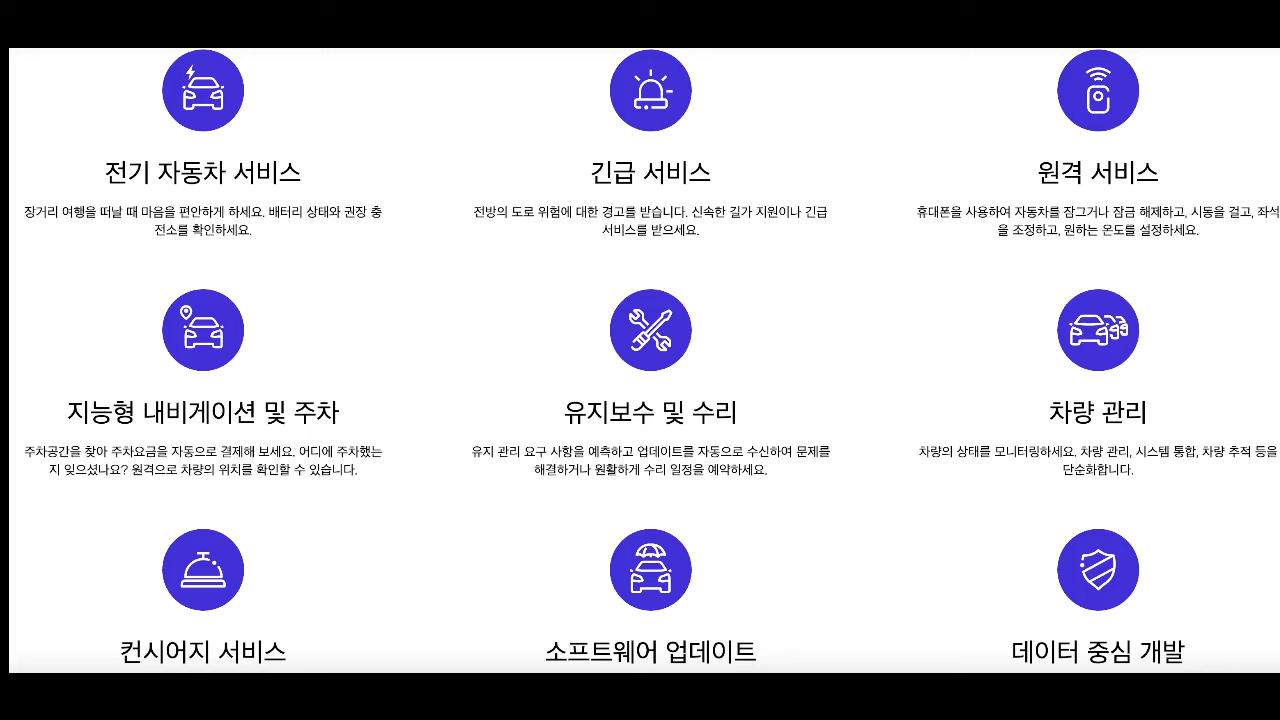 전기 자동차 서비스
장거리 여행을 떠날 때 마음을 편안하게 하세요. 배터리 상태와 권장 충
전소를 확인하세요.
긴급 서비스
전방의 도로 위험에 대한 경고를 받습니다. 신속한 길가 지원이나 긴급
서비스를 받으세요.
원격 서비스
휴대폰을 사용하여 자동차를 잠그거나 잠금 해제하고, 시동을 걸고, 좌석
을 조정하고, 원하는 온도를 설정하세요.
지능형 내비게이션 및 주차
주차공간을 찾아 주차요금을 자동으로 결제해 보세요. 어디에 주차했는
지 잊으셨나요? 원격으로 차량의 위치를 확인할 수 있습니다.
유지보수 및 수리
유지 관리 요구 사항을 예측하고 업데이트를 자동으로 수신하여 문제를
해결하거나 원활하게 수리 일정을 예약하세요.
차량 관리
차량의 상태를 모니터링하세요. 차량 관리, 시스템 통합, 차량 추적 등을
단순화합니다.
컨시어지 서비스
소프트웨어 업데이트
데이터 중심 개발